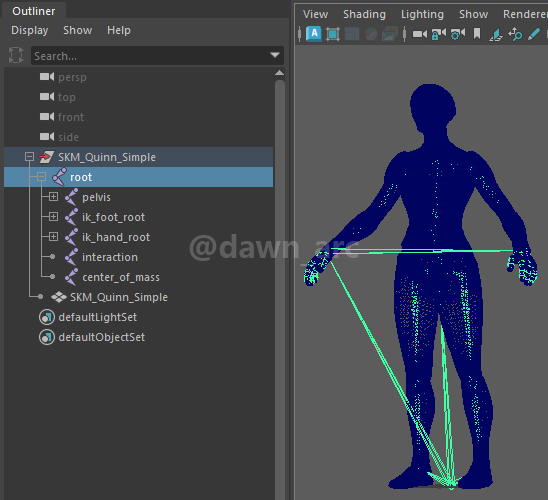 Outliner
Display Show Help
Search...
persp
top
front
side
SKM_Quinn_Simple
root
pelvis
ik_foot_root
ik_hand_root
interaction
center_of_mass
SKM_Quinn_Simple
defaultLightSet
defaultObjectSet
View Shading Lighting Show Renderer
A
@dawn_arc